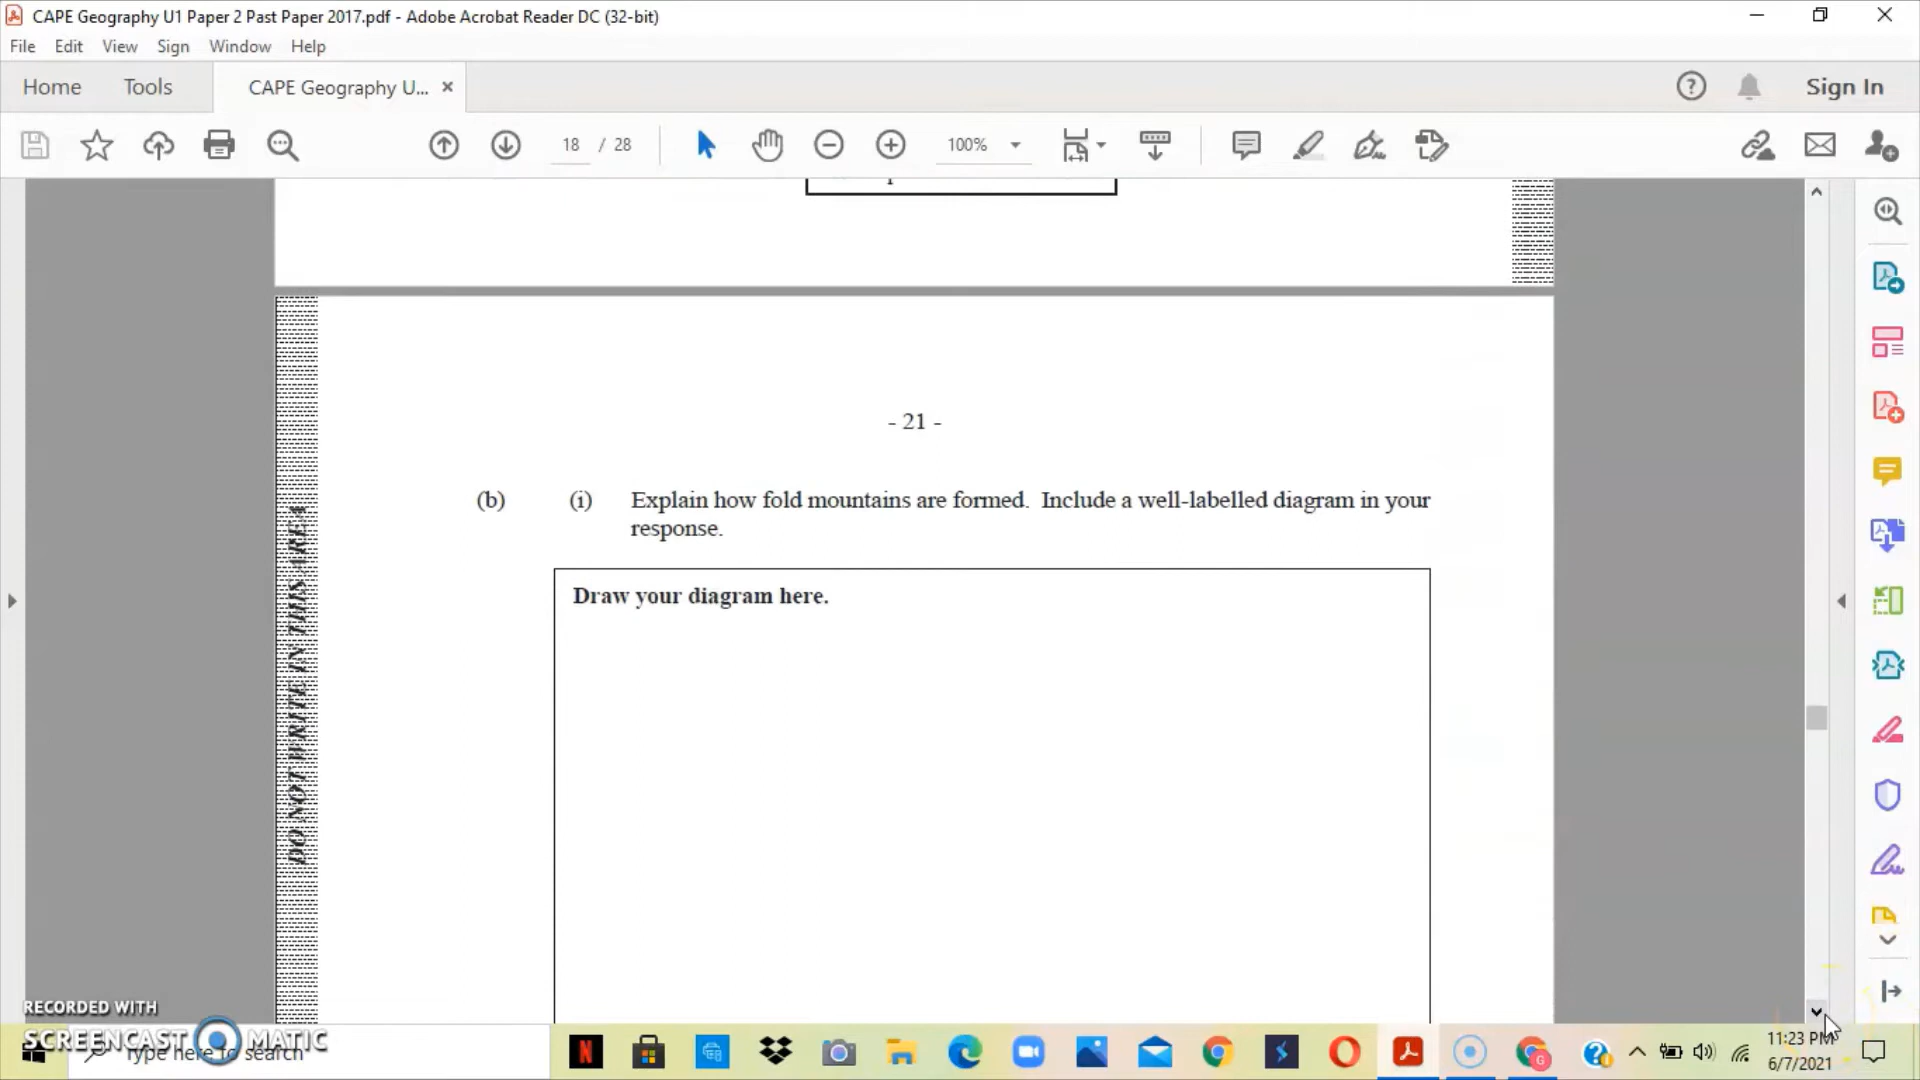 CAPE Geography U1 Paper 2 Past Paper 2017.pdf - Adobe Acrobat Reader DC (32-bit)
File Edit View Sign Window Help
Home Tools CAPE Geography U... × Sign In
18 / 28 100%
- 21 -
(b) (i) Explain how fold mountains are formed. Include a well-labelled diagram in your
response.
Draw your diagram here.
DO NOT WRITE IN THIS AREA
RECORDED WITH
SCREENCAST MATIC
Type here to search
11:23 PM
6/7/2021